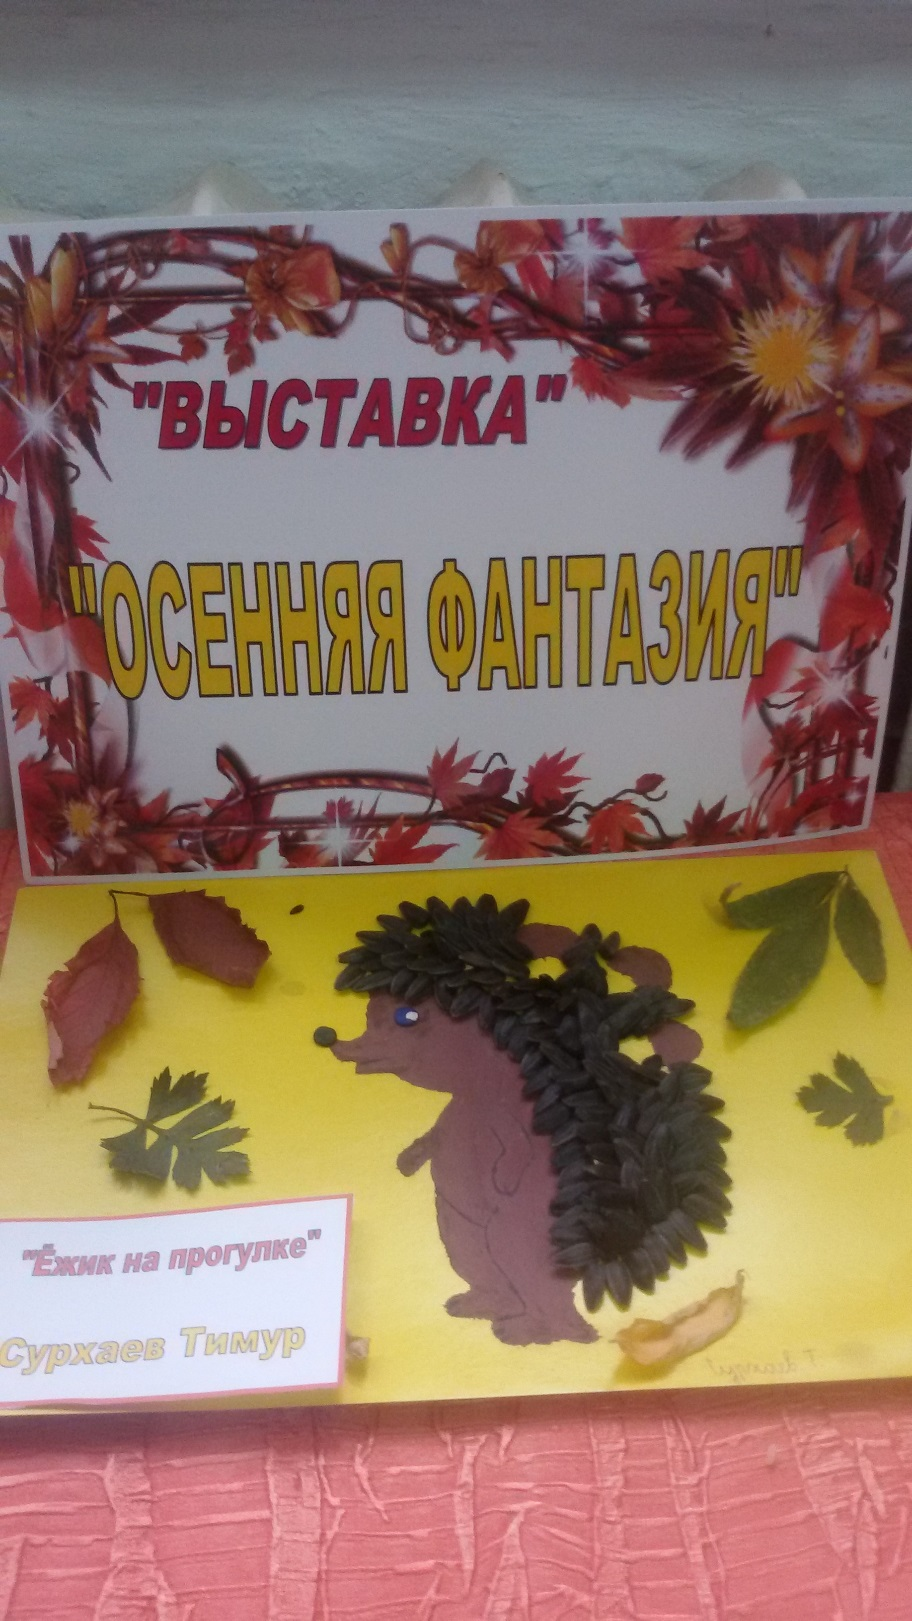 "ВЫСТАВКА"
"ОСЕННЯЯ ФАНТАЗИЯ"
"Ёжик на прогулке"
Сурхаев Тимур